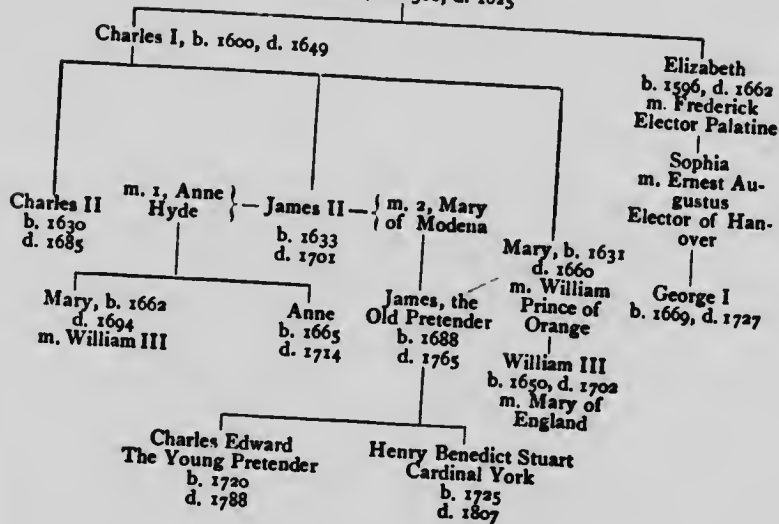 d. 1625
Charles I, b. 1600, d. 1649
Elizabeth
b. 1596, d. 1662
m. Frederick
Elector Palatine
Sophia
m. Ernest Au-
gustus
Elector of Han-
over
George I
b. 1669, d. 1727
Charles II
b. 1630
d. 1685
m. 1, Anne
Hyde
James II
b. 1633
d. 1701
m. 2, Mary
of Modena
Mary, b. 1631
d. 1660
m. William
Prince of
Orange
William III
b. 1650, d. 1702
m. Mary of
England
Mary, b. 1662
d. 1694
m. William III
Anne
b. 1665
d. 1714
James, the
Old Pretender
b. 1688
d. 1765
Charles Edward
The Young Pretender
b. 1720
d. 1788
Henry Benedict Stuart
Cardinal York
b. 1725
d. 1807